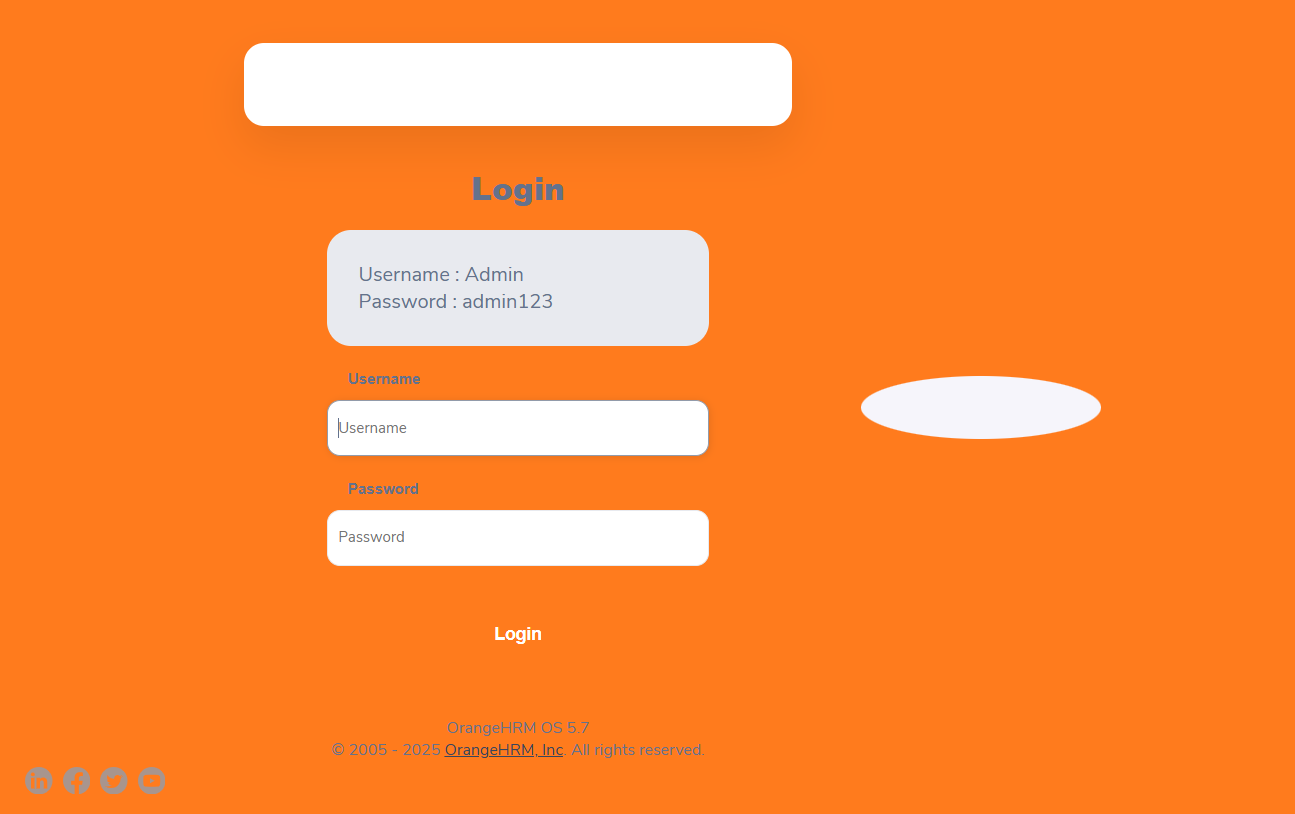 Login
Username : Admin
Password : admin123
Username
Username
Password
Password
Login
OrangeHRM OS 5.7
© 2005 - 2025 OrangeHRM, Inc. All rights reserved.